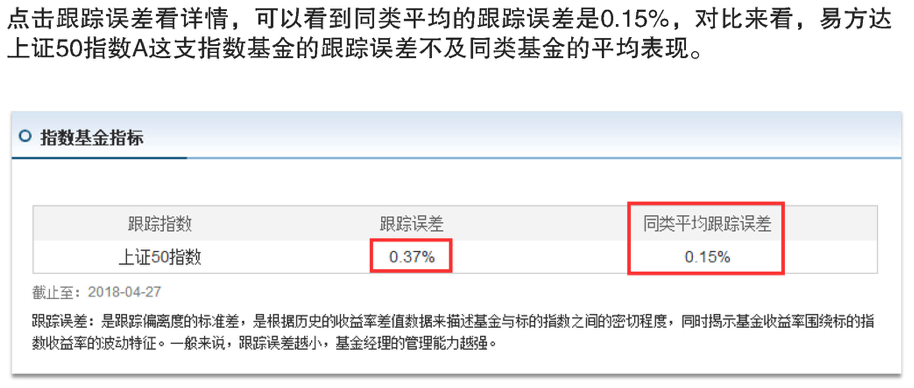 点击跟踪误差看详情，可以看到同类平均的跟踪误差是0.15%，对比来看，易方达
上证50指数A这支指数基金的跟踪误差不及同类基金的平均表现。
指数基金指标
跟踪指数 跟踪误差 同类平均跟踪误差
上证50指数 0.37% 0.15%
截止至：2018-04-27
跟踪误差：是跟踪偏离度的标准差，是根据历史的收益率差值数据来描述基金与标的指数之间的密切程度，同时揭示基金收益率围绕标的指
数收益率的波动特征。一般来说，跟踪误差越小，基金经理的管理能力越强。